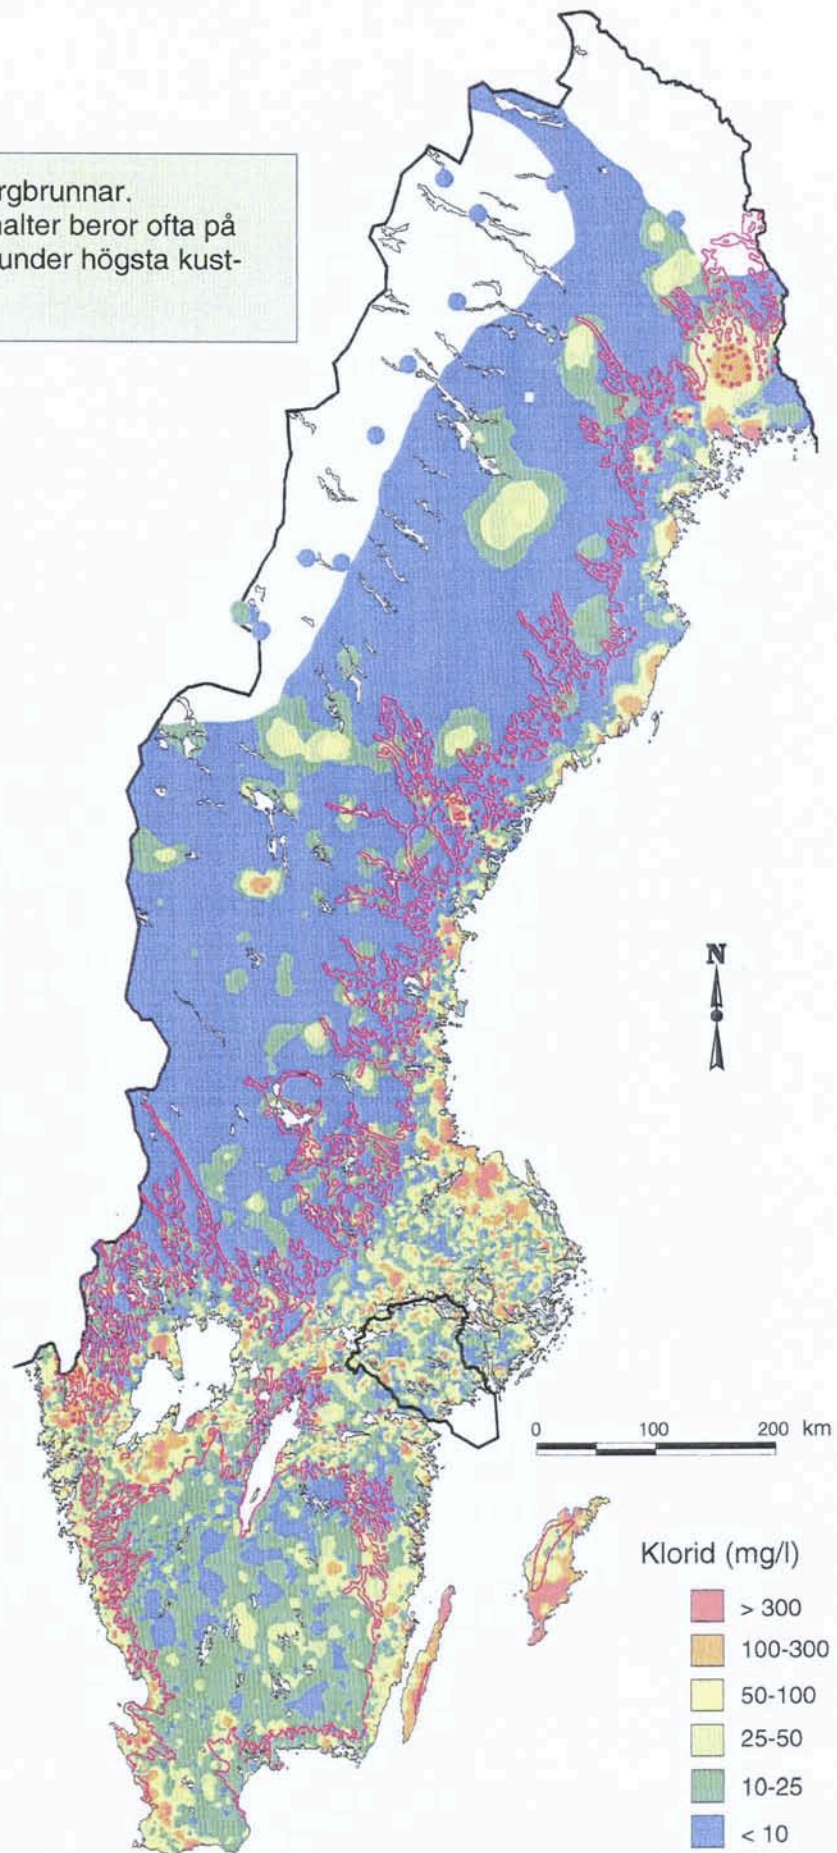 rgbrunnar.
halter beror ofta på
under högsta kust-
N
0 100 200 km
Klorid (mg/l)
> 300
100-300
50-100
25-50
10-25
< 10